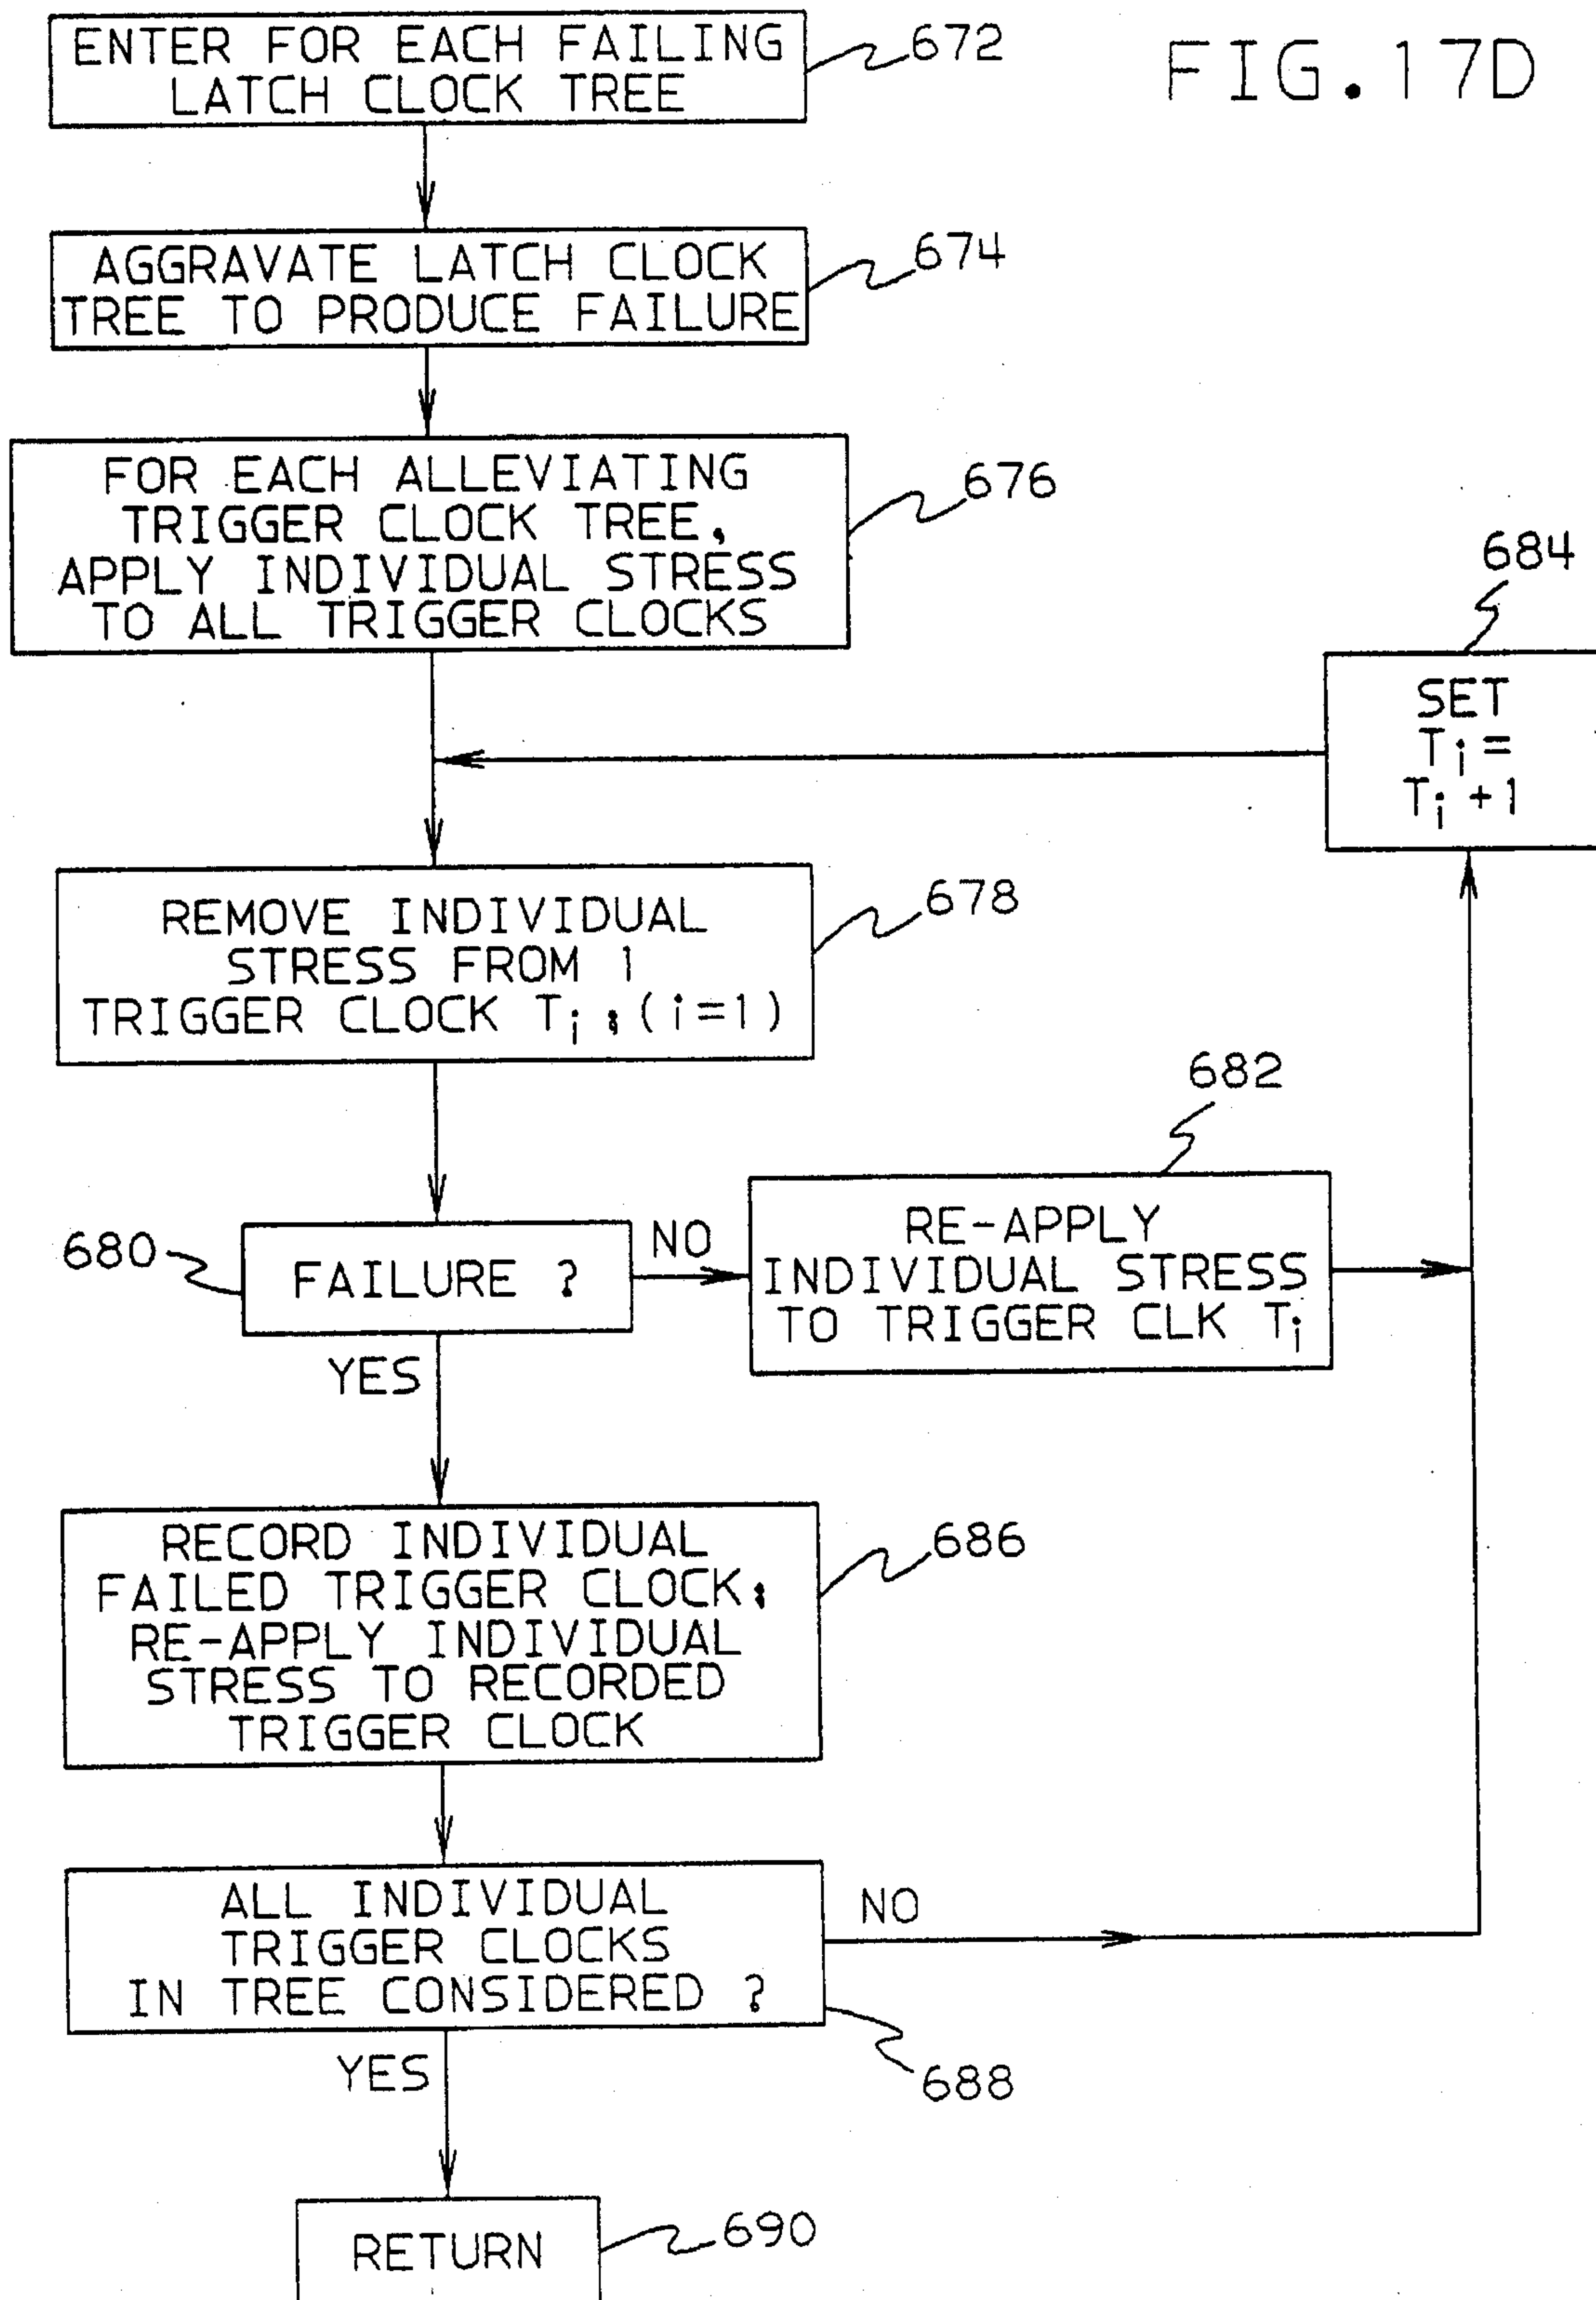 FIG.17D
ENTER FOR EACH FAILING
LATCH CLOCK TREE
672
AGGRAVATE LATCH CLOCK
TREE TO PRODUCE FAILURE
674
FOR EACH ALLEVIATING
TRIGGER CLOCK TREE,
APPLY INDIVIDUAL STRESS
TO ALL TRIGGER CLOCKS
676
684
SET
Ti =
Ti +1
REMOVE INDIVIDUAL
STRESS FROM 1
TRIGGER CLOCK Ti ;(i=1)
678
680
FAILURE ?
NO
682
RE-APPLY
INDIVIDUAL STRESS
TO TRIGGER CLK Ti
YES
RECORD INDIVIDUAL
FAILED TRIGGER CLOCK;
RE-APPLY INDIVIDUAL
STRESS TO RECORDED
TRIGGER CLOCK
686
ALL INDIVIDUAL
TRIGGER CLOCKS
IN TREE CONSIDERED ?
NO
688
YES
RETURN
690